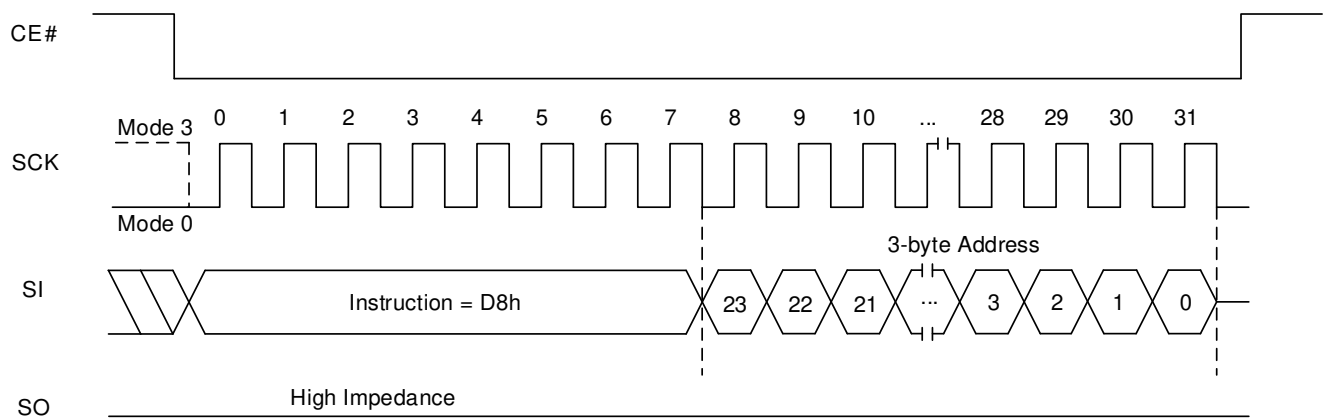 CE#
0 1 2 3 4 5 6 7 8 9 10 ... 28 29 30 31
Mode 3
SCK
Mode 0
3-byte Address
SI
Instruction = D8h 23 22 21 ... 3 2 1 0
High Impedance
SO